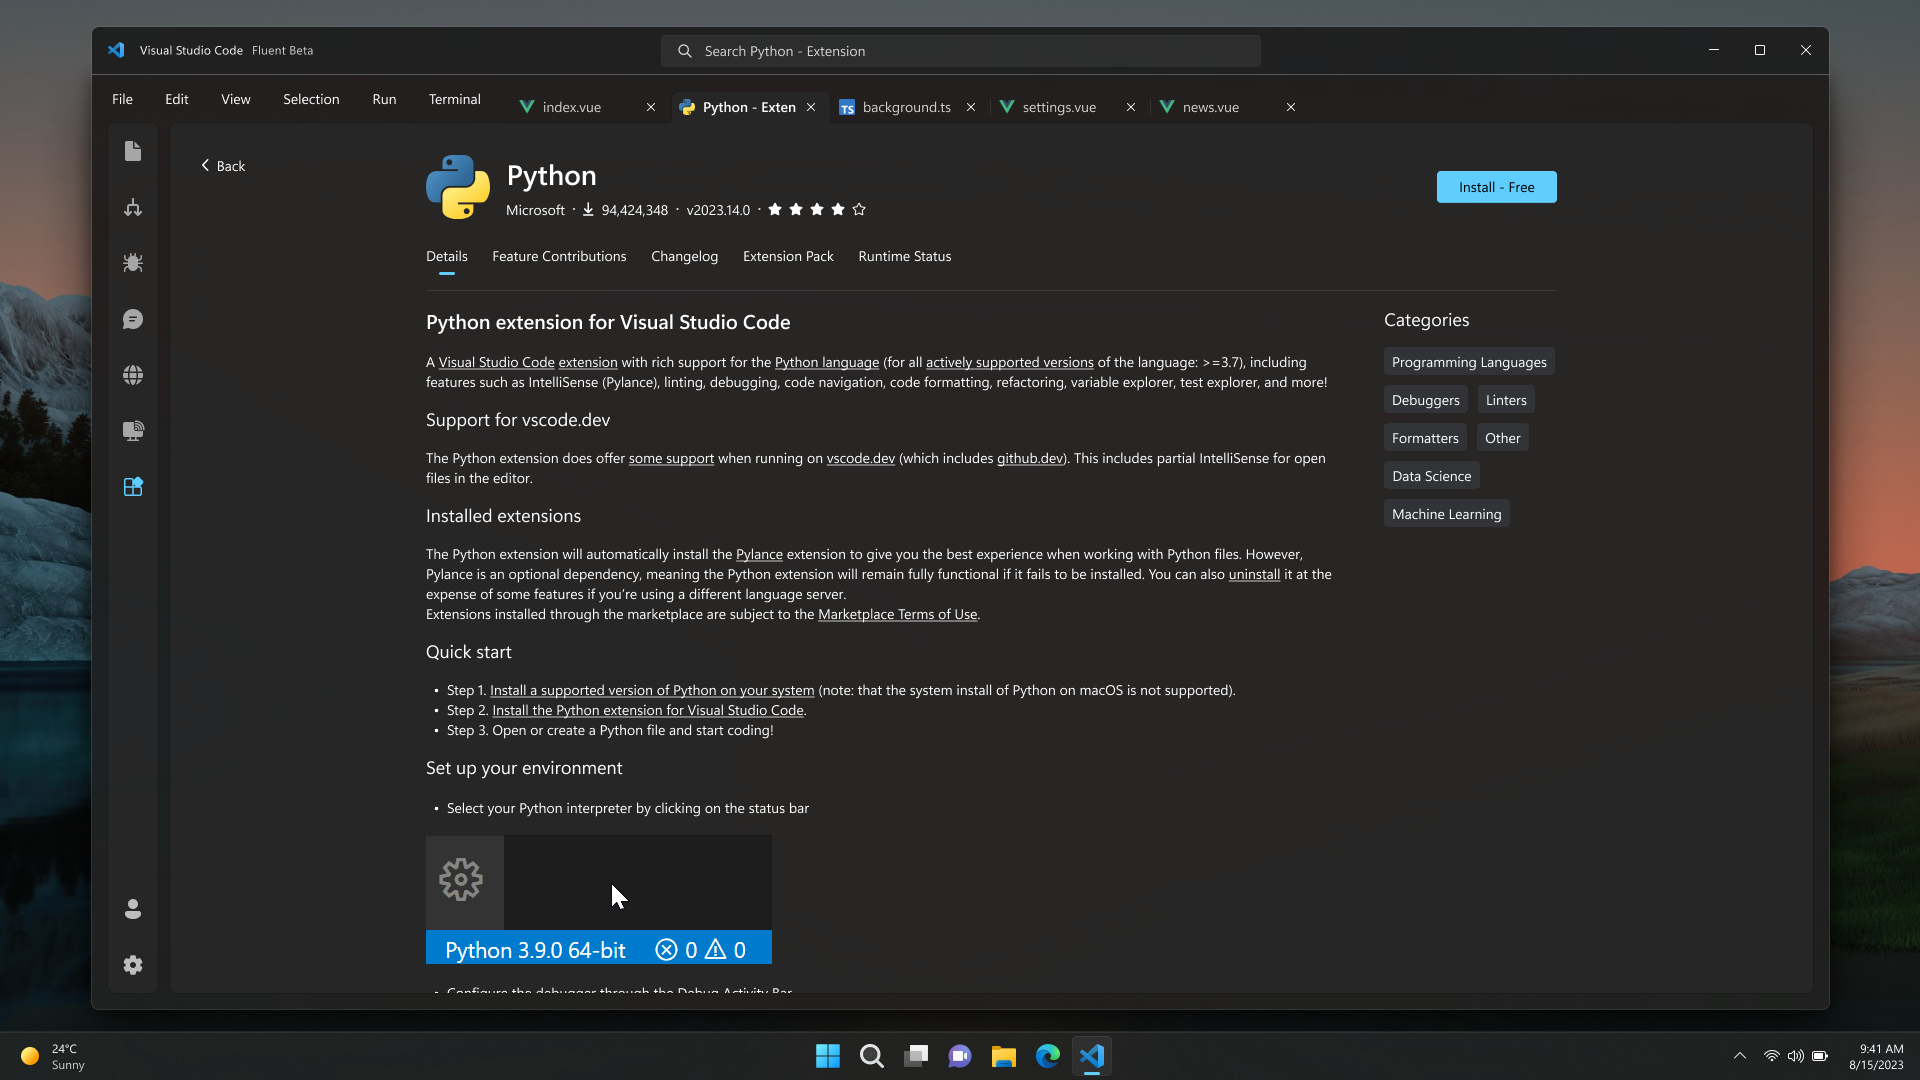 Visual Studio Code Fluent Beta
Search Python - Extension
File Edit View Selection Run Terminal
index.vue
Python - Exten
TS background.ts
settings.vue
news.vue
Back
Python
Microsoft · 94,424,348 · v2023.14.0 ·
Install - Free
Details Feature Contributions Changelog Extension Pack Runtime Status
Python extension for Visual Studio Code
A Visual Studio Code extension with rich support for the Python language (for all actively supported versions of the language: >=3.7), including
features such as IntelliSense (Pylance), linting, debugging, code navigation, code formatting, refactoring, variable explorer, test explorer, and more!
Support for vscode.dev
The Python extension does offer some support when running on vscode.dev (which includes github.dev). This includes partial IntelliSense for open
files in the editor.
Installed extensions
The Python extension will automatically install the Pylance extension to give you the best experience when working with Python files. However,
Pylance is an optional dependency, meaning the Python extension will remain fully functional if it fails to be installed. You can also uninstall it at the
expense of some features if you're using a different language server.
Extensions installed through the marketplace are subject to the Marketplace Terms of Use.
Quick start
• Step 1. Install a supported version of Python on your system (note: that the system install of Python on macOS is not supported).
• Step 2. Install the Python extension for Visual Studio Code.
• Step 3. Open or create a Python file and start coding!
Set up your environment
• Select your Python interpreter by clicking on the status bar
Python 3.9.0 64-bit 0 0
• Configure the debugger through the Debug Activity Bar
Categories
Programming Languages
Debuggers Linters
Formatters Other
Data Science
Machine Learning
24°C
Sunny
9:41 AM
8/15/2023